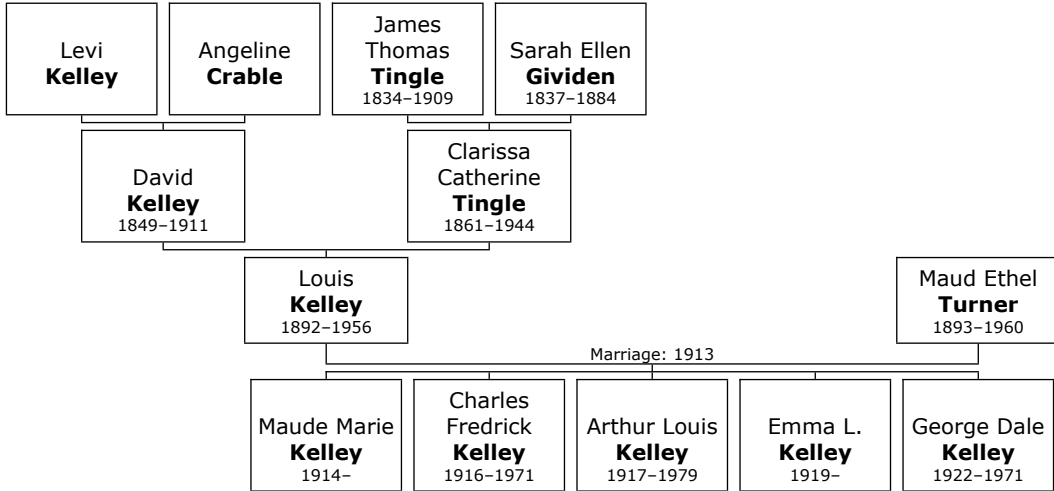 Levi
Kelley
Angeline
Crable
James
Thomas
Tingle
1834–1909
Sarah Ellen
Gividen
1837–1884
David
Kelley
1849–1911
Clarissa
Catherine
Tingle
1861–1944
Louis
Kelley
1892–1956
Maud Ethel
Turner
1893–1960
Marriage: 1913
Maude Marie
Kelley
1914–
Charles
Fredrick
Kelley
1916–1971
Arthur Louis
Kelley
1917–1979
Emma L.
Kelley
1919–
George Dale
Kelley
1922–1971